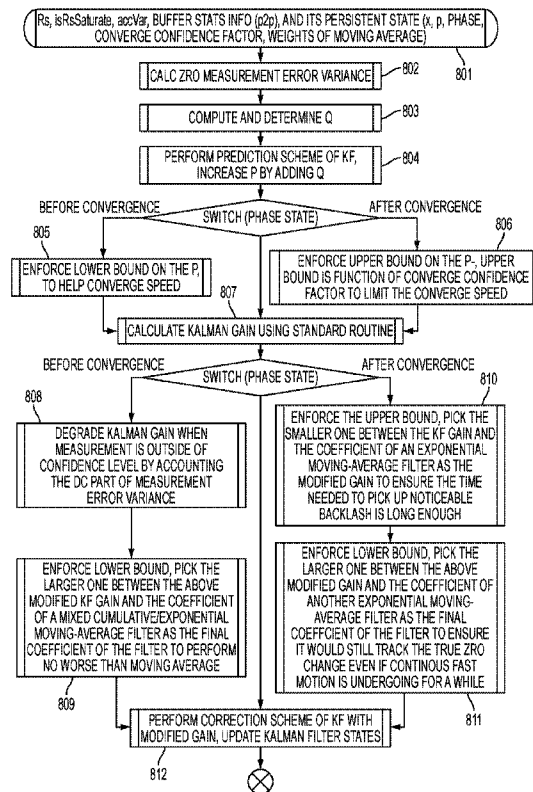 Rs, isRsSaturate, accVar, BUFFER STATS INFO (p2p), AND ITS PERSISTENT STATE (x, p, PHASE,
CONVERGE CONFIDENCE FACTOR, WEIGHTS OF MOVING AVERAGE)
801
CALC ZRO MEASUREMENT ERROR VARIANCE
802
COMPUTE AND DETERMINE Q
803
PERFORM PREDICTION SCHEME OF KF,
INCREASE P BY ADDING Q
804
BEFORE CONVERGENCE
SWITCH (PHASE STATE)
AFTER CONVERGENCE
805
ENFORCE LOWER BOUND ON THE P,
TO HELP CONVERGE SPEED
806
ENFORCE UPPER BOUND ON THE P-, UPPER
BOUND IS FUNCTION OF CONVERGE CONFIDENCE
FACTOR TO LIMIT THE CONVERGE SPEED
807
CALCULATE KALMAN GAIN USING STANDARD ROUTINE
BEFORE CONVERGENCE
SWITCH (PHASE STATE)
AFTER CONVERGENCE
808
DEGRADE KALMAN GAIN WHEN
MEASUREMENT IS OUTSIDE OF
CONFIDENCE LEVEL BY ACCOUNTING
THE DC PART OF MEASUREMENT
ERROR VARIANCE
810
ENFORCE THE UPPER BOUND, PICK THE
SMALLER ONE BETWEEN THE KF GAIN AND
THE COEFFICIENT OF AN EXPONENTIAL
MOVING-AVERAGE FILTER AS THE
MODIFIED GAIN TO ENSURE THE TIME
NEEDED TO PICK UP NOTICEABLE
BACKLASH IS LONG ENOUGH
ENFORCE LOWER BOUND, PICK THE
LARGER ONE BETWEEN THE ABOVE
MODIFIED KF GAIN AND THE COEFFICIENT
OF A MIXED CUMULATIVE/EXPONENTIAL
MOVING-AVERAGE FILTER AS THE FINAL
COEFFICIENT OF THE FILTER TO PERFORM
NO WORSE THAN MOVING AVERAGE
809
ENFORCE LOWER BOUND, PICK THE
LARGER ONE BETWEEN THE ABOVE
MODIFIED GAIN AND THE COEFFICIENT OF
ANOTHER EXPONENTIAL MOVING-
AVERAGE FILTER AS THE FINAL
COEFFCIENT OF THE FILTER TO ENSURE
IT WOULD STILL TRACK THE TRUE ZRO
CHANGE EVEN IF CONTINOUS FAST
MOTION IS UNDERGOING FOR A WHILE
811
PERFORM CORRECTION SCHEME OF KF WITH
MODIFIED GAIN, UPDATE KALMAN FILTER STATES
812